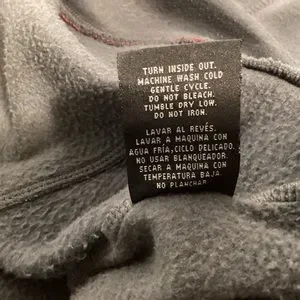 TURN INSIDE OUT.
MACHINE WASH COLD
GENTLE CYCLE.
DO NOT BLEACH.
TUMBLE DRY LOW.
DO NOT IRON.
LAVAR AL REVÉS.
LAVAR A MAQUINA CON
AGUA FRÍA,CICLO DELICADO.
NO USAR BLANQUEADOR.
SECAR A MAQUINA CON
TEMPERATURA BAJA.
NO PLANCHAR.